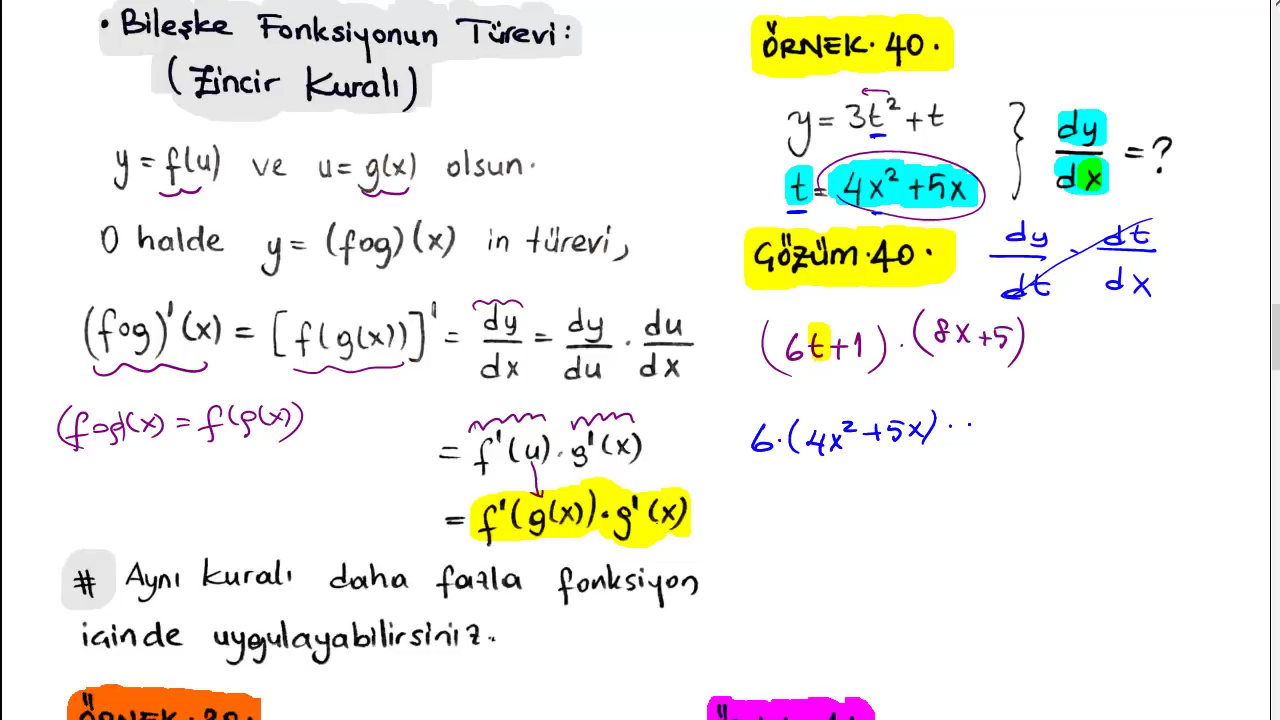 • Bileşke Fonksiyonun Türevi:
(Zincir Kuralı)
y = f(u) ve u = g(x) olsun.
O halde y = (fog)(x) in türevi,
(fog)'(x) = [f(g(x))]' = dy/dx = dy/du · du/dx
(fog)(x) = f(g(x))
= f'(u) · g'(x)
= f'(g(x)) · g'(x)
# Aynı kuralı daha fazla fonksiyon
içinde uygulayabilirsiniz.
ÖRNEK. 40.
y = 3t² + t
t = 4x² + 5x } dy/dx = ?
Çözüm. 40.
dy/dt · dt/dx
(6t+1) · (8x+5)
6·(4x²+5x) ··